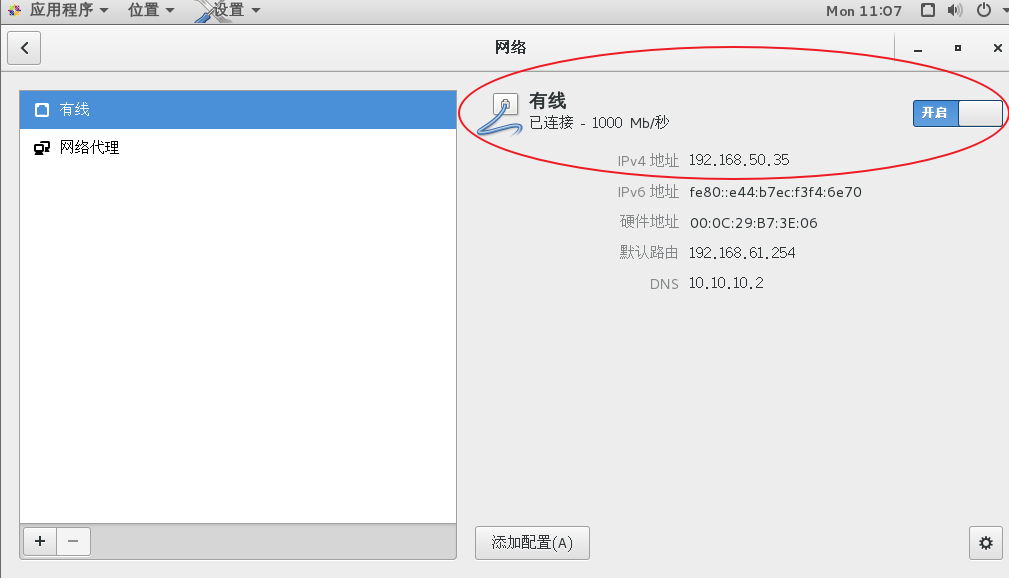 应用程序 位置 设置 Mon 11:07
网络
有线
网络代理
有线
已连接 - 1000 Mb/秒
开启
IPv4 地址 192.168.50.35
IPv6 地址 fe80::e44:b7ec:f3f4:6e70
硬件地址 00:0C:29:B7:3E:06
默认路由 192.168.61.254
DNS 10.10.10.2
添加配置(A)